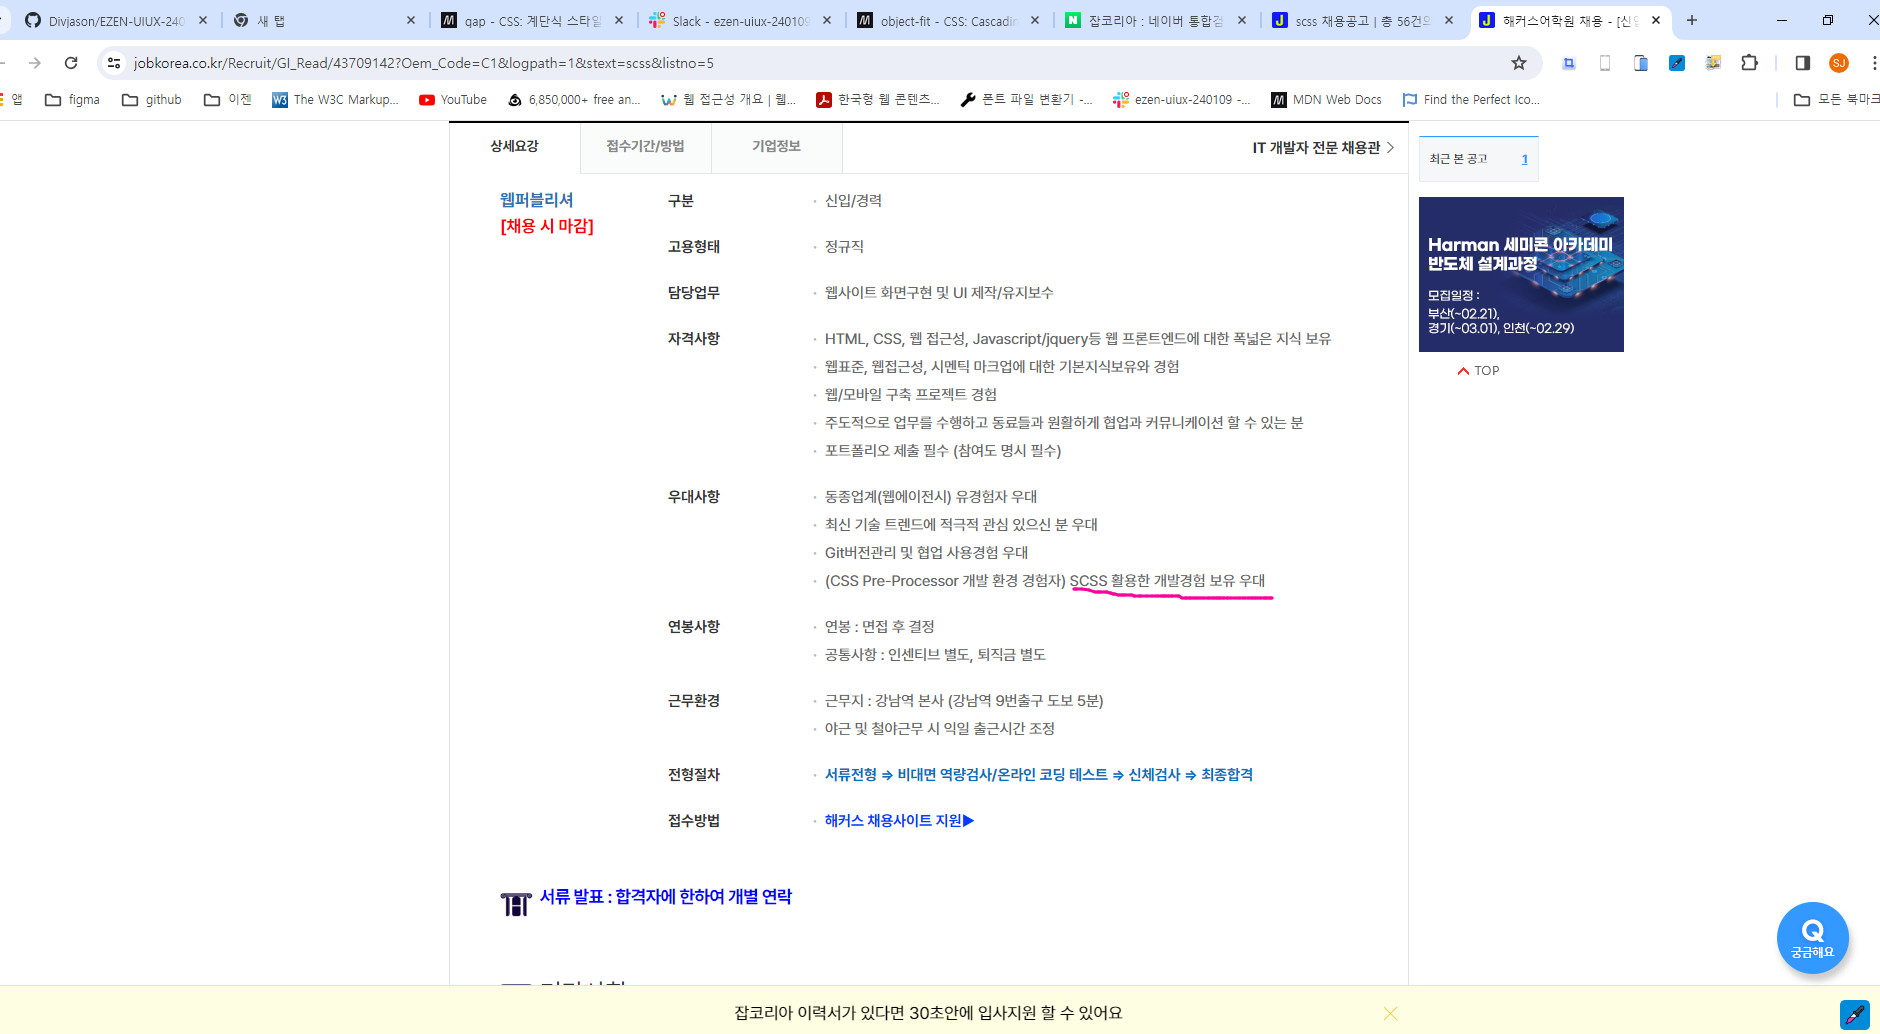 Divjason/EZEN-UIUX-240
새 탭
gap - CSS: 계단식 스타일
Slack - ezen-uiux-240109
object-fit - CSS: Cascadin
잡코리아 : 네이버 통합검
scss 채용공고 | 총 56건의
해커스어학원 채용 - [신입
jobkorea.co.kr/Recruit/GI_Read/43709142?Oem_Code=C1&logpath=1&stext=scss&listno=5
SJ
앱
figma
github
이젠
The W3C Markup...
YouTube
6,850,000+ free an...
웹 접근성 개요 | 웹...
한국형 웹 콘텐츠...
폰트 파일 변환기 -...
ezen-uiux-240109 -...
MDN Web Docs
Find the Perfect Ico...
모든 북마크
상세요강
접수기간/방법
기업정보
IT 개발자 전문 채용관
최근 본 공고 1
웹퍼블리셔
[채용 시 마감]
구분
· 신입/경력
고용형태
· 정규직
담당업무
· 웹사이트 화면구현 및 UI 제작/유지보수
자격사항
· HTML, CSS, 웹 접근성, Javascript/jquery등 웹 프론트엔드에 대한 폭넓은 지식 보유
· 웹표준, 웹접근성, 시멘틱 마크업에 대한 기본지식보유와 경험
· 웹/모바일 구축 프로젝트 경험
· 주도적으로 업무를 수행하고 동료들과 원활하게 협업과 커뮤니케이션 할 수 있는 분
· 포트폴리오 제출 필수 (참여도 명시 필수)
우대사항
· 동종업계(웹에이전시) 유경험자 우대
· 최신 기술 트렌드에 적극적 관심 있으신 분 우대
· Git버전관리 및 협업 사용경험 우대
· (CSS Pre-Processor 개발 환경 경험자) SCSS 활용한 개발경험 보유 우대
연봉사항
· 연봉 : 면접 후 결정
· 공통사항 : 인센티브 별도, 퇴직금 별도
근무환경
· 근무지 : 강남역 본사 (강남역 9번출구 도보 5분)
· 야근 및 철야근무 시 익일 출근시간 조정
전형절차
· 서류전형 ⇒ 비대면 역량검사/온라인 코딩 테스트 ⇒ 신체검사 ⇒ 최종합격
접수방법
· 해커스 채용사이트 지원▶
서류 발표 : 합격자에 한하여 개별 연락
Harman 세미콘 아카데미
반도체 설계과정
모집일정 :
부산(~02.21),
경기(~03.01), 인천(~02.29)
TOP
Q
궁금해요
잡코리아 이력서가 있다면 30초안에 입사지원 할 수 있어요